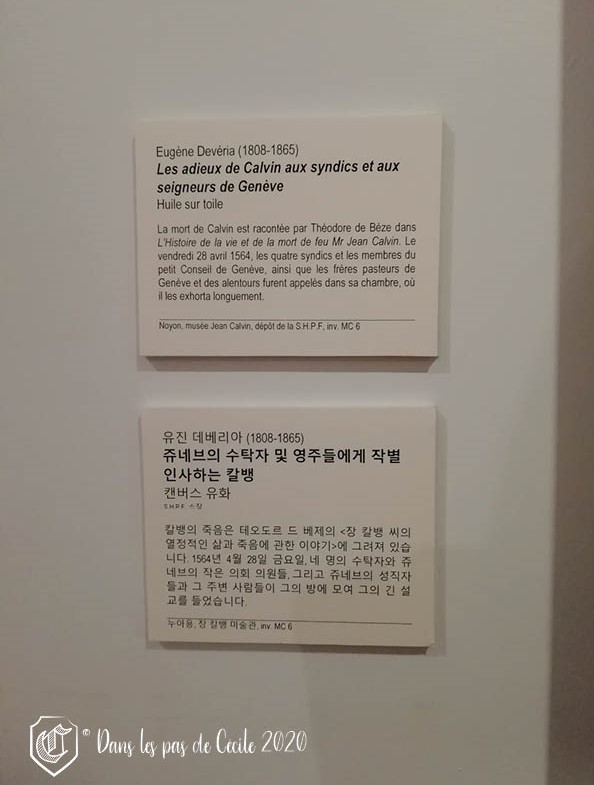 Eugène Devéria (1808-1865)
Les adieux de Calvin aux syndics et aux
seigneurs de Genève
Huile sur toile
La mort de Calvin est racontée par Théodore de Bèze dans
L'Histoire de la vie et de la mort de feu Mr Jean Calvin. Le
vendredi 28 avril 1564, les quatre syndics et les membres du
petit Conseil de Genève, ainsi que les frères pasteurs de
Genève et des alentours furent appelés dans sa chambre, où
il les exhorta longuement.
Noyon, musée Jean Calvin, dépôt de la S.H.P.F, inv. MC 6
유진 데베리아 (1808-1865)
쥬네브의 수탁자 및 영주들에게 작별
인사하는 칼뱅
캔버스 유화
SHPF 소장
칼뱅의 죽음은 테오도르 드 베제의 <장 칼뱅 씨의
열정적인 삶과 죽음에 관한 이야기>에 그려져 있습
니다. 1564년 4월 28일 금요일, 네 명의 수탁자와 쥬
네브의 작은 의회 의원들, 그리고 쥬네브의 성직자
들과 그 주변 사람들이 그의 방에 모여 그의 긴 설
교를 들었습니다.
누아용, 장 칼뱅 미술관, inv. MC 6
C © Dans les pas de Cecile 2020